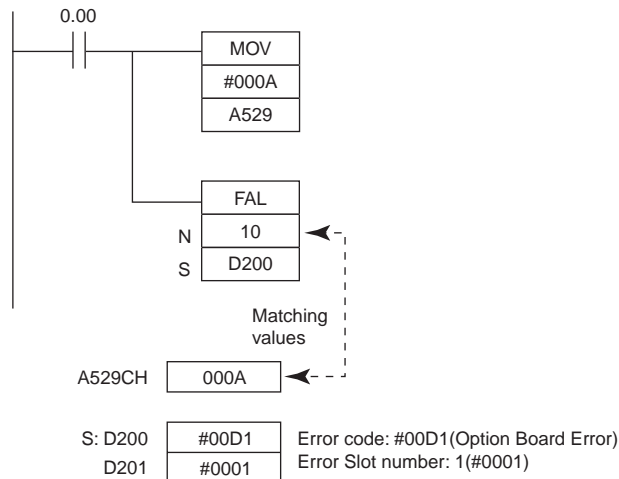 0.00
MOV
#000A
A529
FAL
N 10
S D200
Matching
values
A529CH 000A
S: D200 #00D1 Error code: #00D1(Option Board Error)
D201 #0001 Error Slot number: 1(#0001)